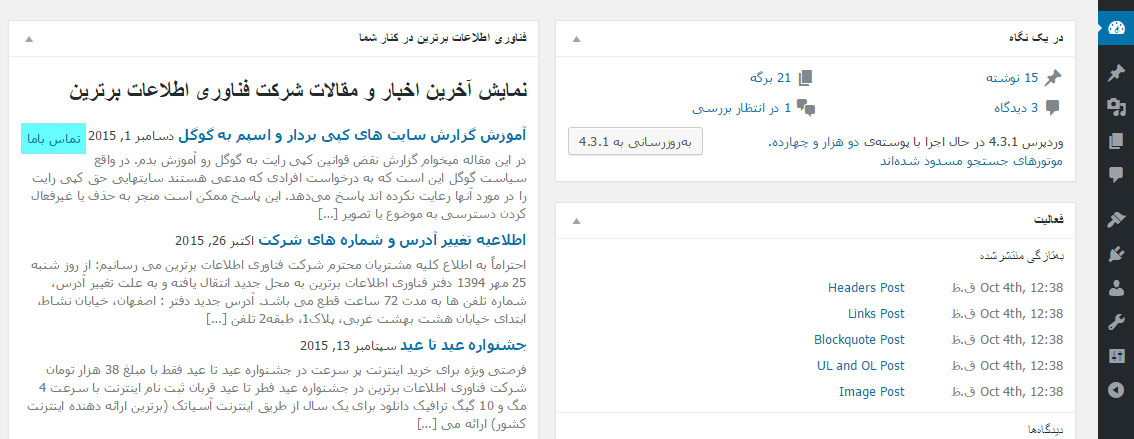 در یک نگاه
15 نوشته
21 برگه
3 دیدگاه
1 در انتظار بررسی
وردپرس 4.3.1 در حال اجرا با پوسته‌ی دو هزار و چهارده.
به‌روزرسانی به 4.3.1
موتورهای جستجو مسدود شده‌اند
فعالیت
به‌تازگی منتشر شده
Oct 4th, 12:38 ق.ظ
Headers Post
Oct 4th, 12:38 ق.ظ
Links Post
Oct 4th, 12:38 ق.ظ
Blockquote Post
Oct 4th, 12:38 ق.ظ
UL and OL Post
Oct 4th, 12:38 ق.ظ
Image Post
دیدگاه‌ها
فناوری اطلاعات برترین در کنار شما
نمایش آخرین اخبار و مقالات شرکت فناوری اطلاعات برترین
آموزش گزارش سایت های کپی بردار و اسپم به گوگل دسامبر 1, 2015
تماس باما
در این مقاله میخوام گزارش نقض قوانین کپی رایت به گوگل رو آموزش بدم. در واقع
سیاست گوگل این است که به درخواست افرادی که مدعی هستند سایتهایی حق کپی رایت
را در مورد آنها رعایت نکرده اند پاسخ می‌دهد. این پاسخ ممکن است منجر به حذف یا غیرفعال
کردن دسترسی به موضوع یا تصویر [...]
اطلاعیه تغییر آدرس و شماره های شرکت اکتبر 26, 2015
احتراماً به اطلاع کلیه مشتریان محترم شرکت فناوری اطلاعات برترین می رسانیم: از روز شنبه
25 مهر 1394 دفتر فناوری اطلاعات برترین به محل جدید انتقال یافته و به علت تغییر آدرس،
شماره تلفن ها به مدت 72 ساعت قطع می باشد. آدرس جدید دفتر : اصفهان، خیابان نشاط،
ابتدای خیابان هشت بهشت غربی، پلاک1، طبقه2 تلفن [...]
جشنواره عید تا عید سپتامبر 13, 2015
فرصتی ویژه برای خرید اینترنت پر سرعت در جشنواره عید تا عید فقط با مبلغ 38 هزار تومان
شرکت فناوری اطلاعات برترین در جشنواره عید فطر تا عید قربان ثبت نام اینترنت با سرعت 4
مگ و 10 گیگ ترافیک دانلود برای یک سال از طریق اینترنت آسیاتک (برترین ارائه دهنده اینترنت
کشور) ارائه می [...]